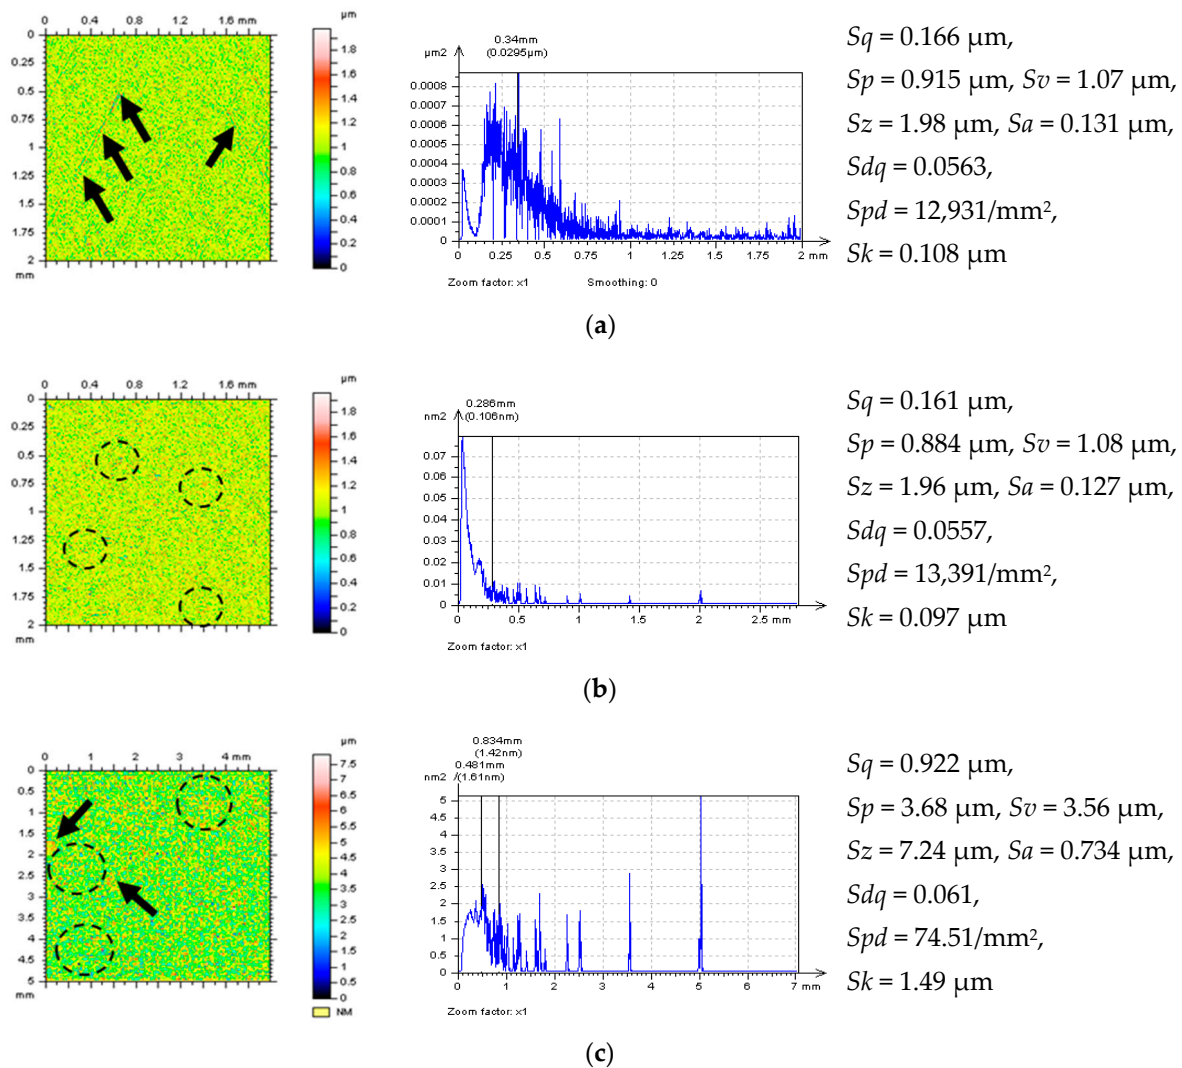 0 0.4 0.8 1.2 1.6 mm
0
0.25
0.5
0.75
1
1.25
1.5
1.75
2
mm
µm
1.8
1.6
1.4
1.2
1
0.8
0.6
0.4
0.2
0
0.34mm
(0.0295µm)
µm2
0.0008
0.0007
0.0006
0.0005
0.0004
0.0003
0.0002
0.0001
0
0 0.25 0.5 0.75 1 1.25 1.5 1.75 2 mm
Zoom factor: x1 Smoothing: 0
Sq = 0.166 µm,
Sp = 0.915 µm, Sv = 1.07 µm,
Sz = 1.98 µm, Sa = 0.131 µm,
Sdq = 0.0563,
Spd = 12,931/mm²,
Sk = 0.108 µm
(a)
0 0.4 0.8 1.2 1.6 mm
0
0.25
0.5
0.75
1
1.25
1.5
1.75
2
mm
µm
1.8
1.6
1.4
1.2
1
0.8
0.6
0.4
0.2
0
0.286mm
(0.106nm)
nm2
0.07
0.06
0.05
0.04
0.03
0.02
0.01
0
0 0.5 1 1.5 2 2.5 mm
Zoom factor: x1
Sq = 0.161 µm,
Sp = 0.884 µm, Sv = 1.08 µm,
Sz = 1.96 µm, Sa = 0.127 µm,
Sdq = 0.0557,
Spd = 13,391/mm²,
Sk = 0.097 µm
(b)
0 1 2 3 4 mm
0
0.5
1
1.5
2
2.5
3
3.5
4
4.5
5
mm
µm
7.5
7
6.5
6
5.5
5
4.5
4
3.5
3
2.5
2
1.5
1
0.5
0
NM
0.834mm
(1.42nm)
0.481mm
(1.61nm)
nm2
5
4.5
4
3.5
3
2.5
2
1.5
1
0.5
0
0 1 2 3 4 5 6 7 mm
Zoom factor: x1
Sq = 0.922 µm,
Sp = 3.68 µm, Sv = 3.56 µm,
Sz = 7.24 µm, Sa = 0.734 µm,
Sdq = 0.061,
Spd = 74.51/mm²,
Sk = 1.49 µm
(c)